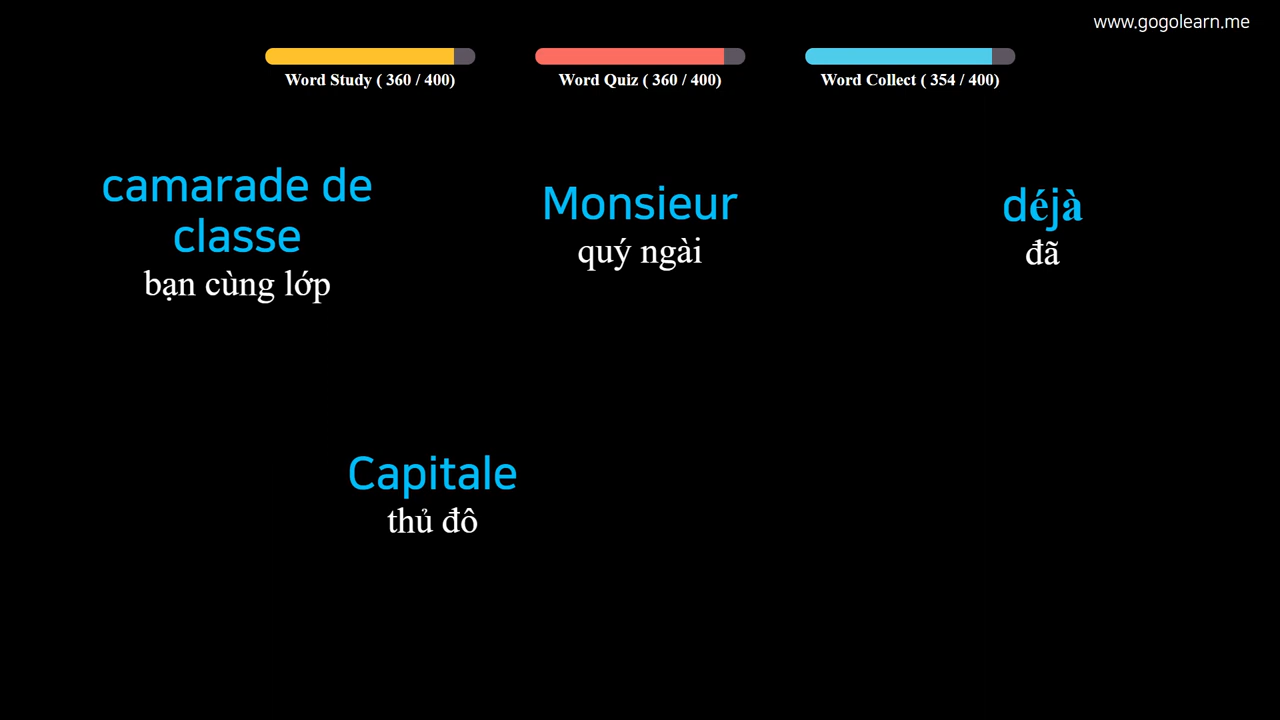 www.gogolearn.me
Word Study ( 360 / 400)
Word Quiz ( 360 / 400)
Word Collect ( 354 / 400)
camarade de
classe
bạn cùng lớp
Monsieur
quý ngài
déjà
đã
Capitale
thủ đô